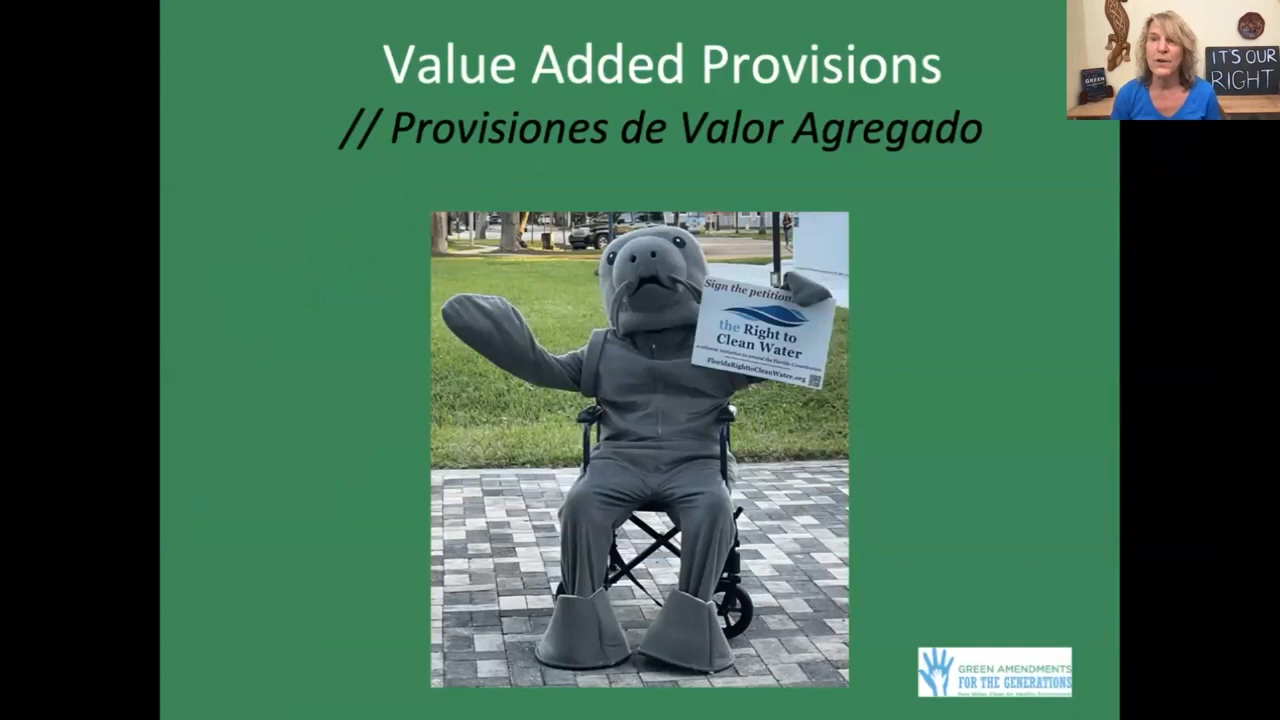 Value Added Provisions
// Provisiones de Valor Agregado
IT'S OUR
RIGHT
GREEN
Sign the petition
the Right to
Clean Water
FloridaRighttoCleanWater.org
GREEN AMENDMENTS
FOR THE GENERATIONS